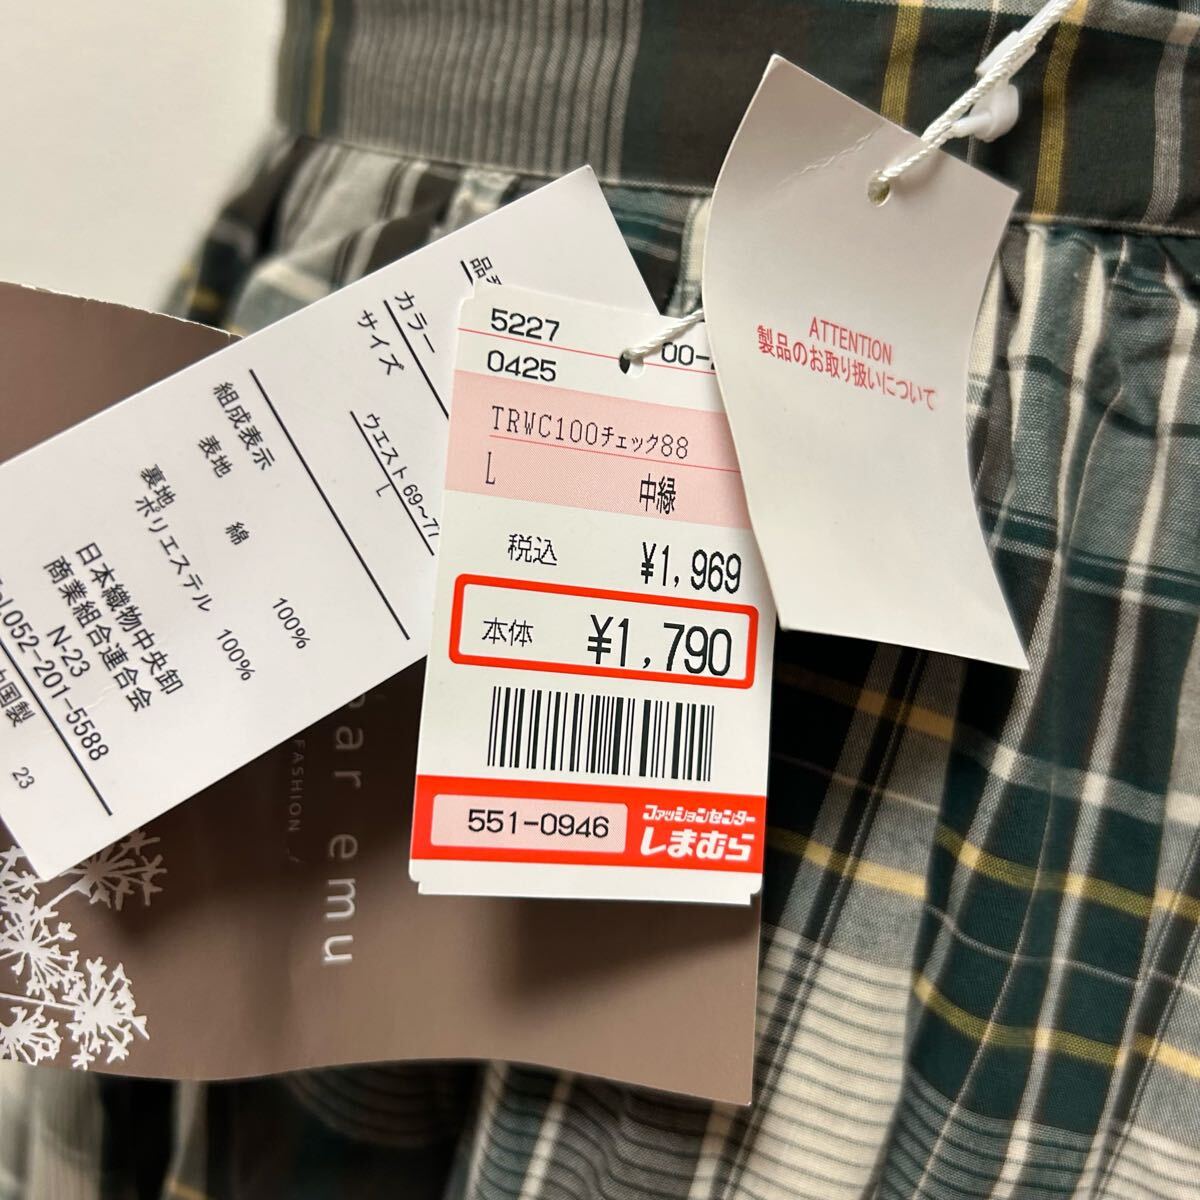 カラー
サイズ
ウエスト69〜77
L
組成表示
表地 綿 100%
裏地 ポリエステル 100%
日本織物中央卸
商業組合連合会
N-23
052-201-5588
国製
23
5227
0425
00-
TRWC100チェック88
L 中緑
税込 ¥1,969
本体 ¥1,790
551-0946
ファッションセンター
しまむら
ATTENTION
製品のお取り扱いについて
ar emu
FASHION